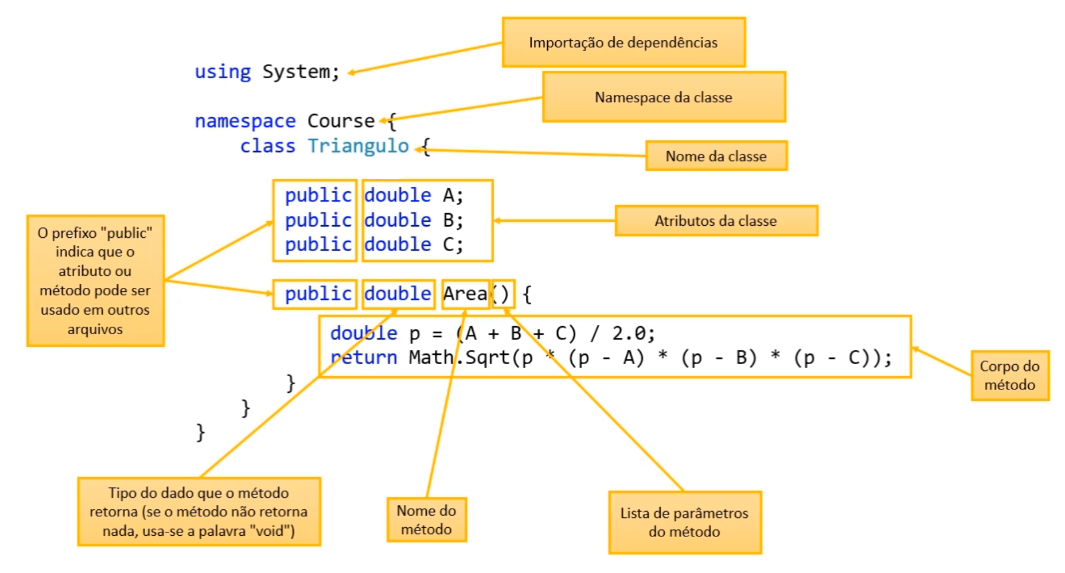 Importação de dependências
using System;
Namespace da classe
namespace Course {
class Triangulo {
Nome da classe
public double A;
public double B;
public double C;
Atributos da classe
O prefixo "public"
indica que o
atributo ou
método pode ser
usado em outros
arquivos
public double Area() {
double p = (A + B + C) / 2.0;
return Math.Sqrt(p * (p - A) * (p - B) * (p - C));
Corpo do
método
}
}
}
Tipo do dado que o método
retorna (se o método não retorna
nada, usa-se a palavra "void")
Nome do
método
Lista de parâmetros
do método